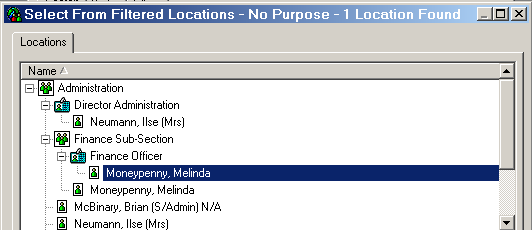 Select From Filtered Locations - No Purpose - 1 Location Found
Locations
Name
Administration
Director Administration
Neumann, Ilse (Mrs)
Finance Sub-Section
Finance Officer
Moneypenny, Melinda
Moneypenny, Melinda
McBinary, Brian (S/Admin) N/A
Neumann, Ilse (Mrs)